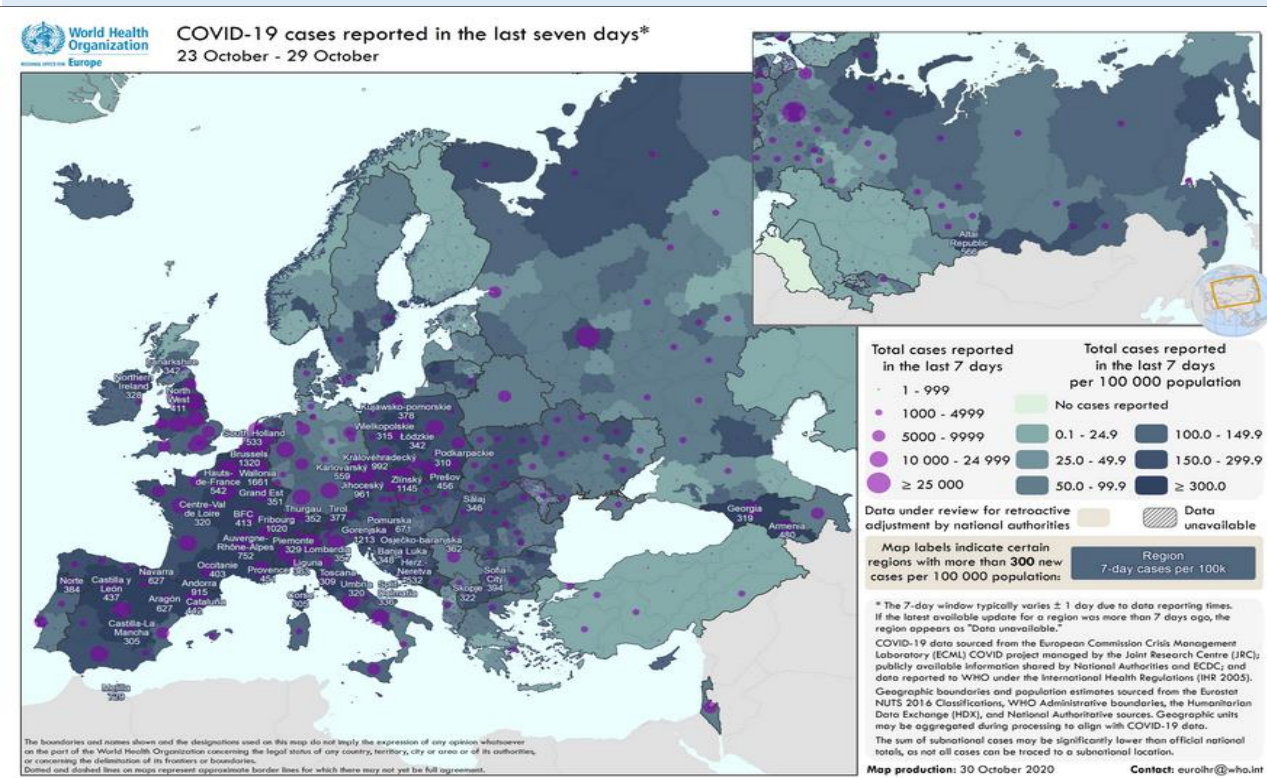 World Health
Organization
REGIONAL OFFICE FOR Europe
COVID-19 cases reported in the last seven days*
23 October - 29 October
Altai
Republic
566
Lanarkshire
342
Northern
Ireland
328
North
West
411
South Holland
533
Brussels
1320
Hauts-
de-France
542
Wallonia
1661
Grand Est
351
Centre-Val
de Loire
320
BFC
413
Fribourg
1020
Thurgau
352
Tirol
377
Auvergne-
Rhône-Alpes
752
Piemonte
329
Lombardia
Liguria
363
Occitanie
403
Provence
Toscana
309
Umbria
320
Kujawsko-pomorskie
378
Wielkopolskie
315
Łódzkie
342
Podkarpackie
310
Královéhradecký
992
Karlovarský
559
Jihoceský
961
Zlínský
1145
Prešov
456
Sălaj
346
Pomurska
Gorenjska
1213
Osječko-baranjska
362
Banja Luka
348
Herz.-
Neretva
532
Split-
336
Skopje
322
Sofia
City
394
Georgia
319
Armenia
480
Norte
384
Castilla y
León
437
Navarra
627
Aragón
627
Andorra
915
Cataluña
Castilla-La
Mancha
305
Melilla
729
Total cases reported
in the last 7 days
1 - 999
1000 - 4999
5000 - 9999
10 000 - 24 999
≥ 25 000
Total cases reported
in the last 7 days
per 100 000 population
No cases reported
0.1 - 24.9
25.0 - 49.9
50.0 - 99.9
100.0 - 149.9
150.0 - 299.9
≥ 300.0
Data under review for retroactive
adjustment by national authorities
Data
unavailable
Map labels indicate certain
regions with more than 300 new
cases per 100 000 population:
Region
7-day cases per 100k
* The 7-day window typically varies ± 1 day due to data reporting times.
If the latest available update for a region was more than 7 days ago, the
region appears as "Data unavailable."
COVID-19 data sourced from the European Commission Crisis Management
Laboratory (ECML) COVID project managed by the Joint Research Centre (JRC);
publicly available information shared by National Authorities and ECDC; and
data reported to WHO under the International Health Regulations (IHR 2005).
Geographic boundaries and population estimates sourced from the Eurostat
NUTS 2016 Classifications, WHO Administrative boundaries, the Humanitarian
Data Exchange (HDX), and National Authoritative sources. Geographic units
may be aggregated during processing to align with COVID-19 data.
The sum of subnational cases may be significantly lower than official national
totals, as not all cases can be traced to a subnational location.
The boundaries and names shown and the designations used on this map do not imply the expression of any opinion whatsoever
on the part of the World Health Organization concerning the legal status of any country, territory, city or area or of its authorities,
or concerning the delimitation of its frontiers or boundaries.
Dotted and dashed lines on maps represent approximate border lines for which there may not yet be full agreement.
Map production: 30 October 2020
Contact: euroihr@who.int